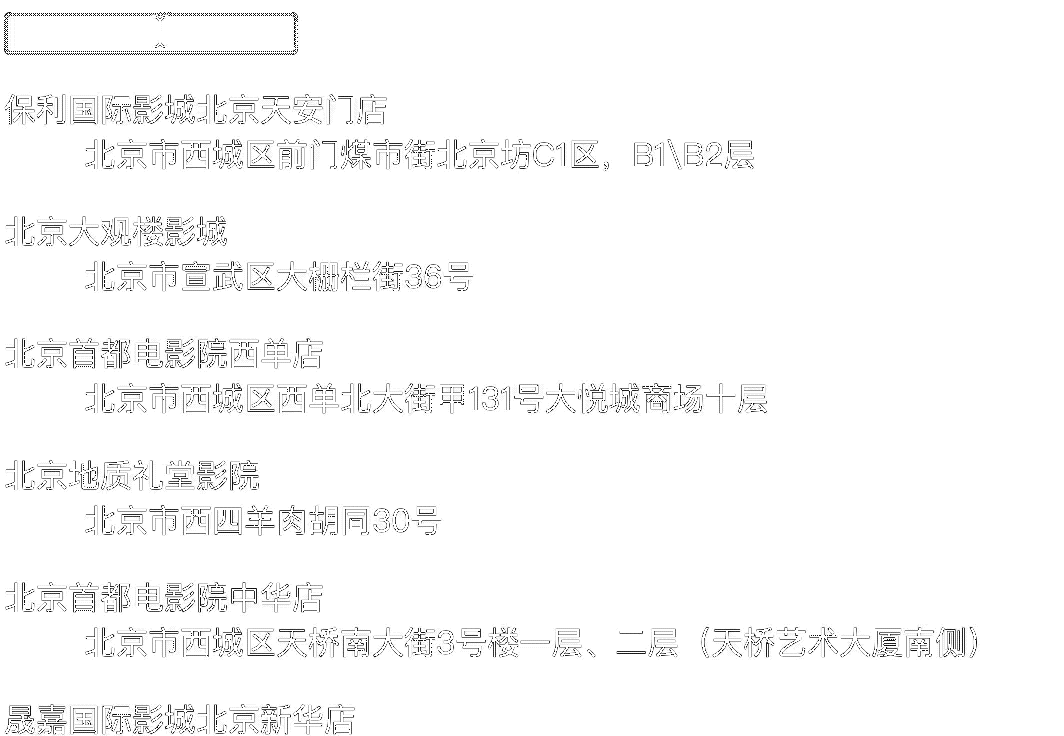 保利国际影城北京天安门店
北京市西城区前门煤市街北京坊C1区，B1\B2层
北京大观楼影城
北京市宣武区大栅栏街36号
北京首都电影院西单店
北京市西城区西单北大街甲131号大悦城商场十层
北京地质礼堂影院
北京市西四羊肉胡同30号
北京首都电影院中华店
北京市西城区天桥南大街3号楼一层、二层（天桥艺术大厦南侧）
晟嘉国际影城北京新华店